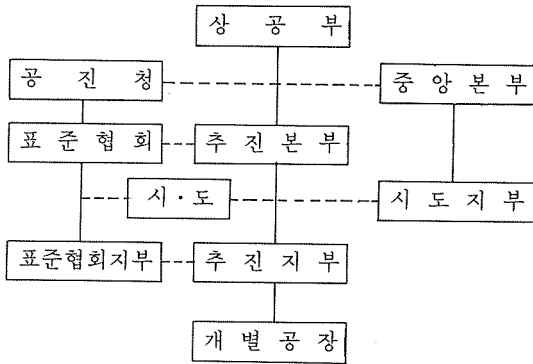 상 공 부
공 진 청
중 앙 본 부
표 준 협 회
추 진 본 부
시 · 도
시 도 지 부
표준협회지부
추 진 지 부
개 별 공 장